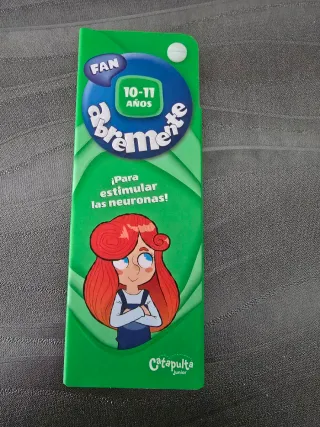 FAN
10-11
AÑOS
abremente
¡Para
estimular
las neuronas!
Catapulta
junior